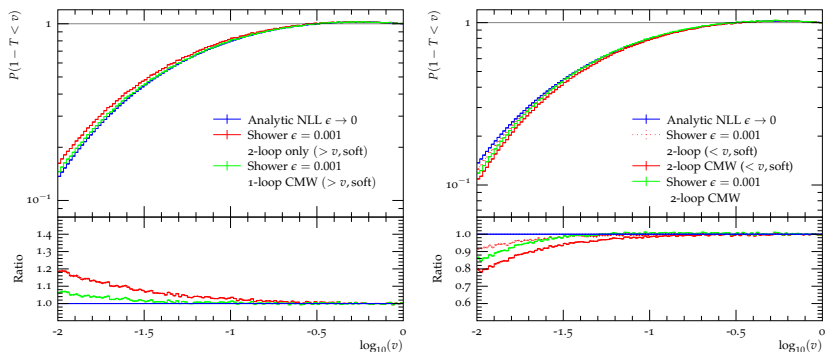 P(1 − T < v)
1
10⁻¹
Analytic NLL ϵ → 0
Shower ϵ = 0.001
2-loop only (> v, soft)
Shower ϵ = 0.001
1-loop CMW (> v, soft)
Ratio
1.4
1.3
1.2
1.1
1.0
-2
-1.5
-1
-0.5
0
log₁₀(v)
P(1 − T < v)
1
10⁻¹
Analytic NLL ϵ → 0
Shower ϵ = 0.001
2-loop (< v, soft)
2-loop CMW (< v, soft)
Shower ϵ = 0.001
2-loop CMW
Ratio
1.0
0.9
0.8
0.7
0.6
-2
-1.5
-1
-0.5
0
log₁₀(v)